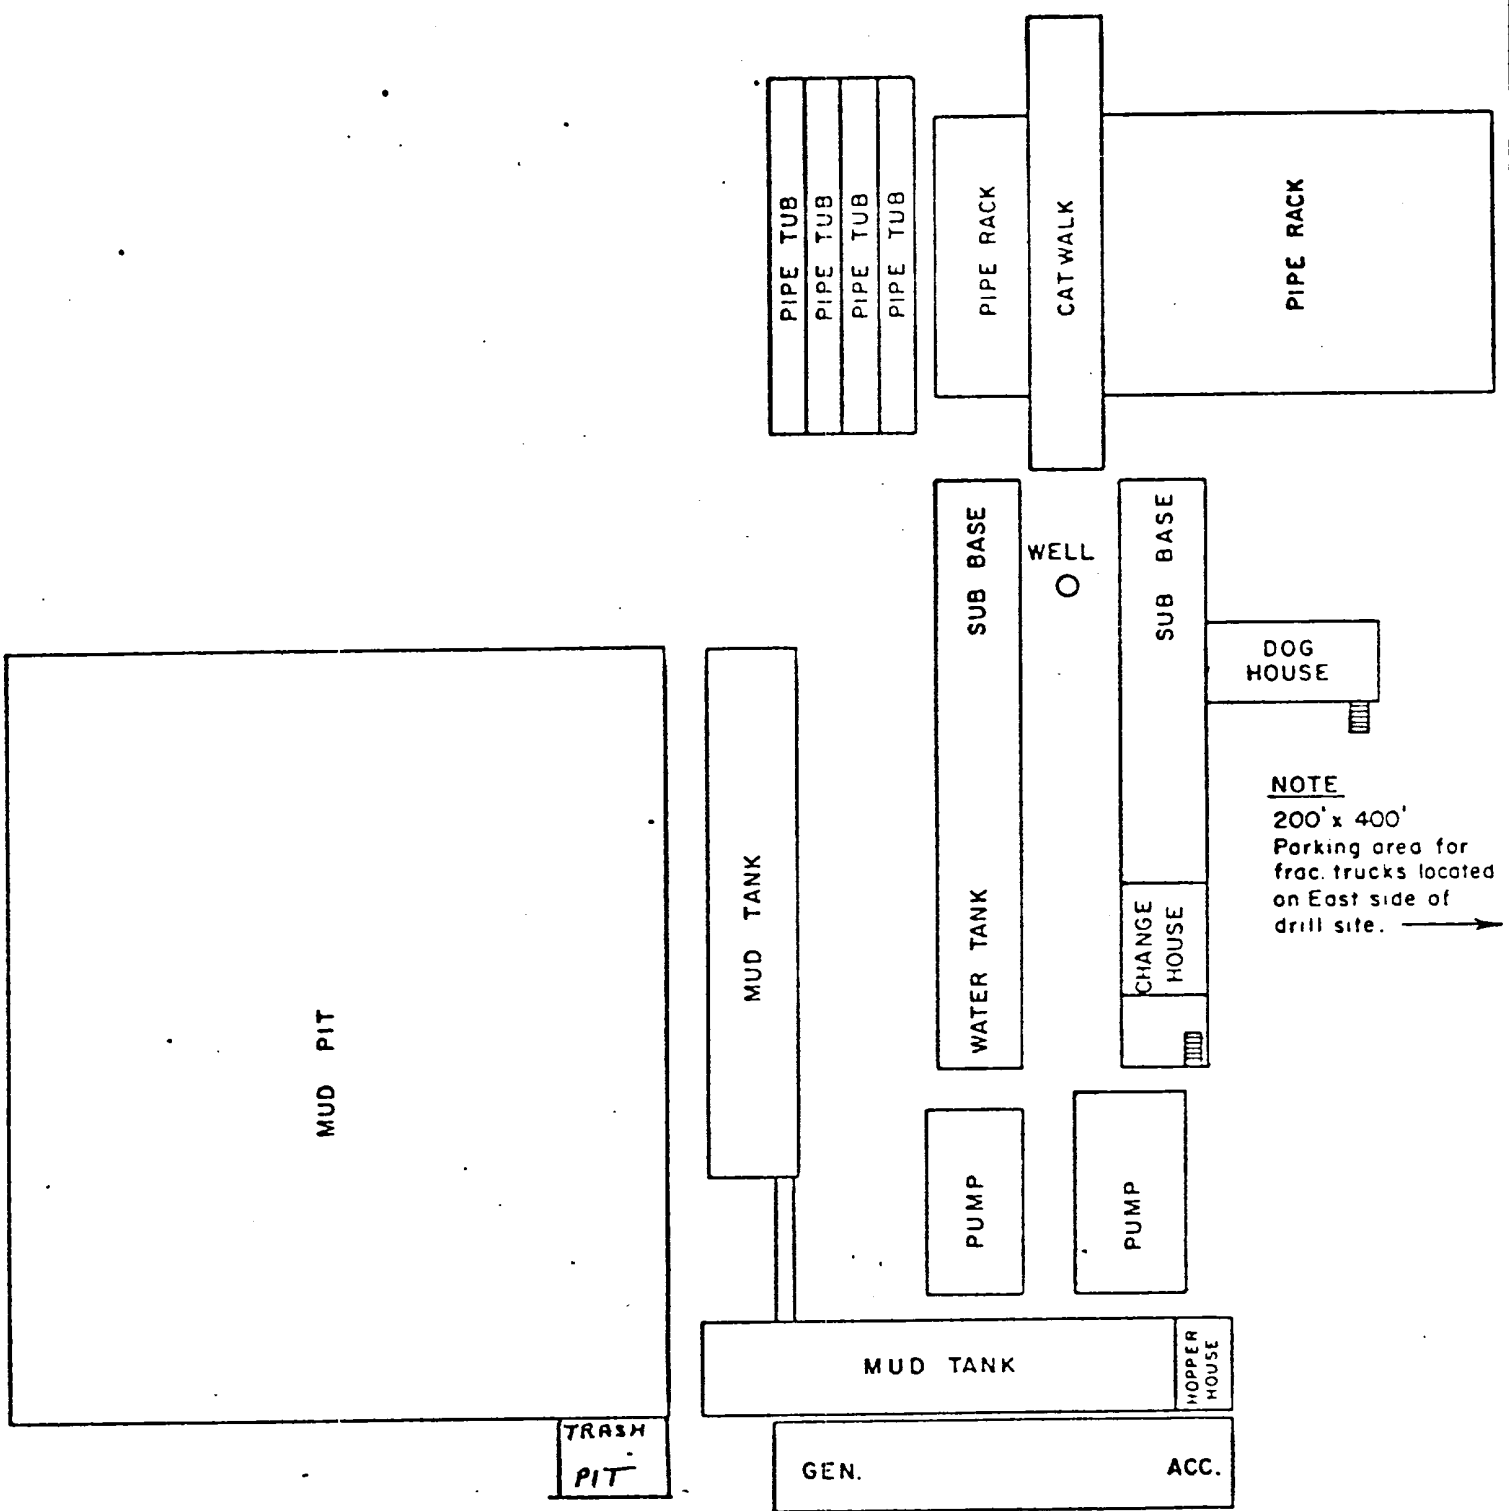 PIPE TUB
PIPE TUB
PIPE TUB
PIPE TUB
PIPE RACK
CATWALK
PIPE RACK
SUB BASE
WELL
SUB BASE
DOG
HOUSE
NOTE
200' x 400'
Parking area for
frac. trucks located
on East side of
drill site.
MUD TANK
WATER TANK
CHANGE
HOUSE
MUD PIT
PUMP
PUMP
MUD TANK
HOPPER
HOUSE
TRASH
PIT
GEN.
ACC.